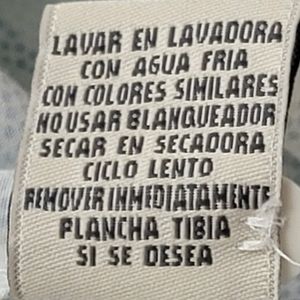 LAVAR EN LAVADORA
CON AGUA FRIA
CON COLORES SIMILARES
NO USAR BLANQUEADOR
SECAR EN SECADORA
CICLO LENTO
REMOVER INMEDIATAMENTE
PLANCHA TIBIA
SI SE DESEA